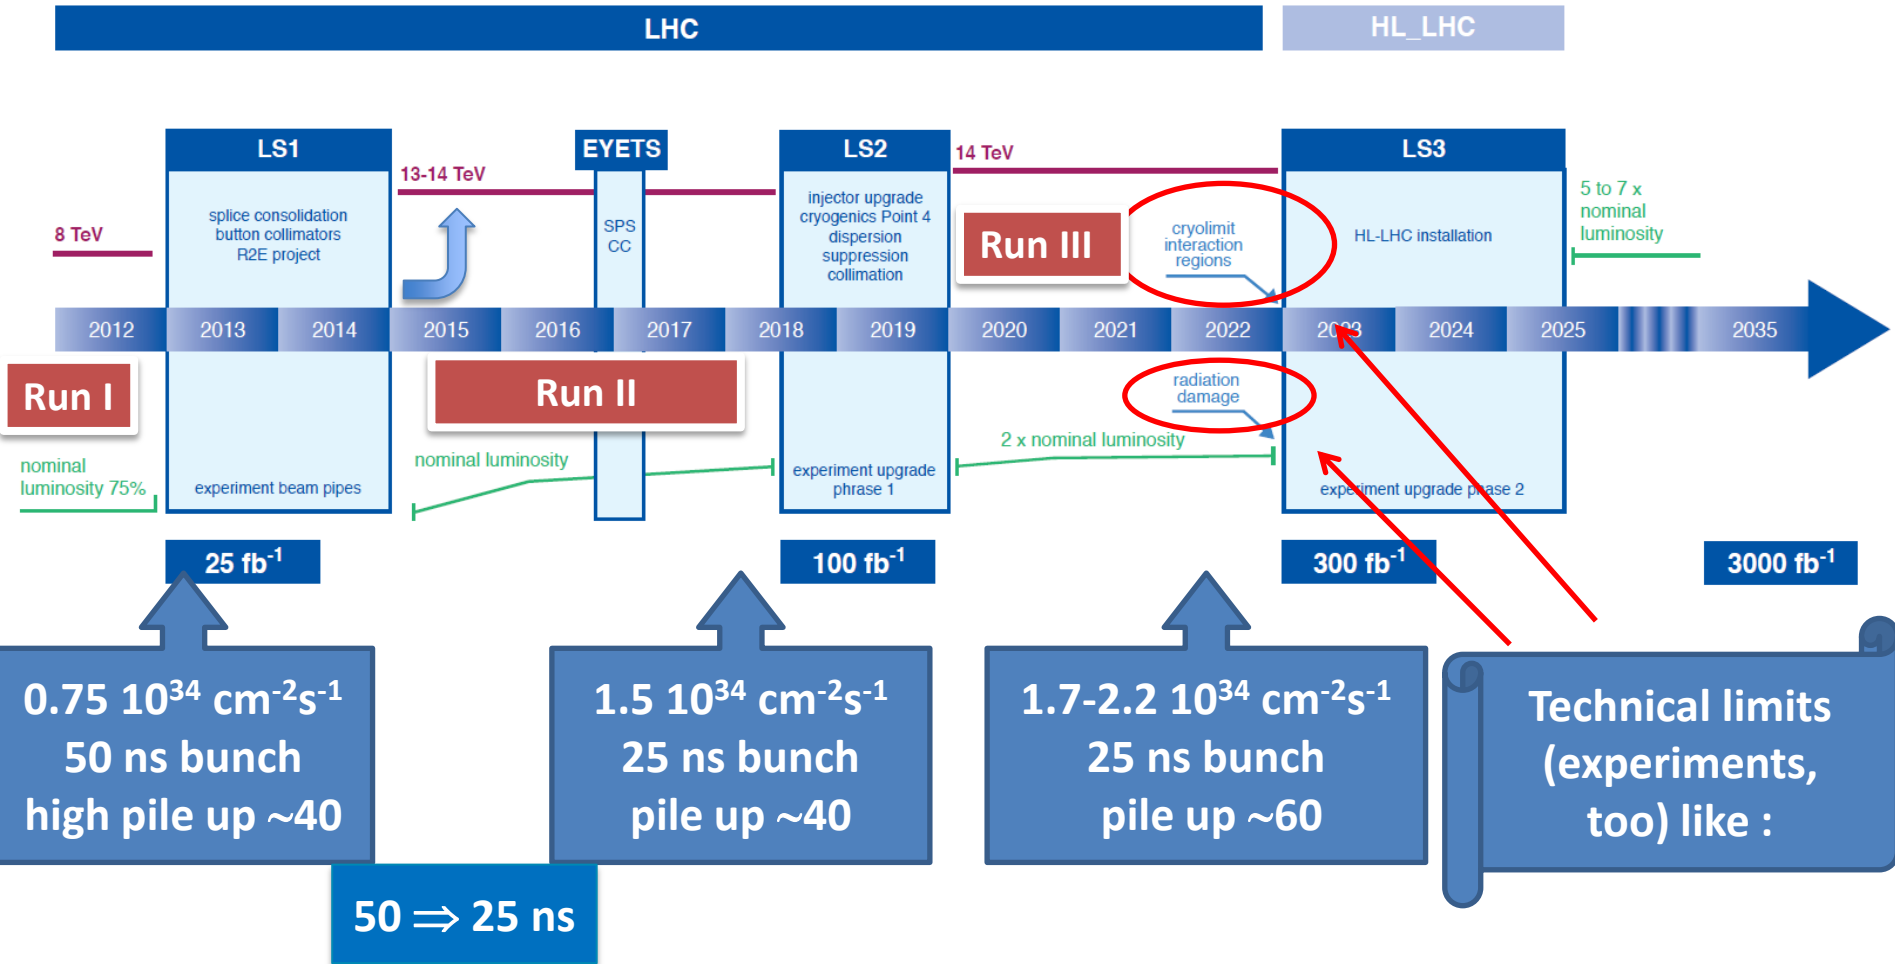 LHC
HL_LHC
LS1
EYETS
LS2
14 TeV
LS3
13-14 TeV
8 TeV
splice consolidation
button collimators
R2E project
SPS
CC
injector upgrade
cryogenics Point 4
dispersion
suppression
collimation
Run III
cryolimit
interaction
regions
HL-LHC installation
5 to 7 x
nominal
luminosity
2012 2013 2014 2015 2016 2017 2018 2019 2020 2021 2022 2023 2024 2025 2035
Run I
Run II
radiation
damage
nominal
luminosity 75%
experiment beam pipes
nominal luminosity
experiment upgrade
phrase 1
2 x nominal luminosity
experiment upgrade phase 2
25 fb⁻¹
100 fb⁻¹
300 fb⁻¹
3000 fb⁻¹
0.75 10³⁴ cm⁻²s⁻¹
50 ns bunch
high pile up ~40
1.5 10³⁴ cm⁻²s⁻¹
25 ns bunch
pile up ~40
1.7-2.2 10³⁴ cm⁻²s⁻¹
25 ns bunch
pile up ~60
Technical limits
(experiments,
too) like :
50 ⇒ 25 ns